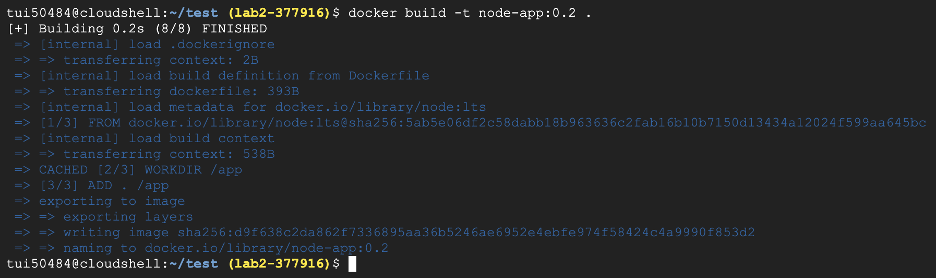 tui50484@cloudshell:~/test (lab2-377916)$ docker build -t node-app:0.2 .
[+] Building 0.2s (8/8) FINISHED
=> [internal] load .dockerignore
=> => transferring context: 2B
=> [internal] load build definition from Dockerfile
=> => transferring dockerfile: 393B
=> [internal] load metadata for docker.io/library/node:lts
=> [1/3] FROM docker.io/library/node:lts@sha256:5ab5e06df2c58dabb18b963636c2fab16b10b7150d13434a12024f599aa645bc
=> [internal] load build context
=> => transferring context: 538B
=> CACHED [2/3] WORKDIR /app
=> [3/3] ADD . /app
=> exporting to image
=> => exporting layers
=> => writing image sha256:d9f638c2da862f7336895aa36b5246ae6952e4ebfe974f58424c4a9990f853d2
=> => naming to docker.io/library/node-app:0.2
tui50484@cloudshell:~/test (lab2-377916)$